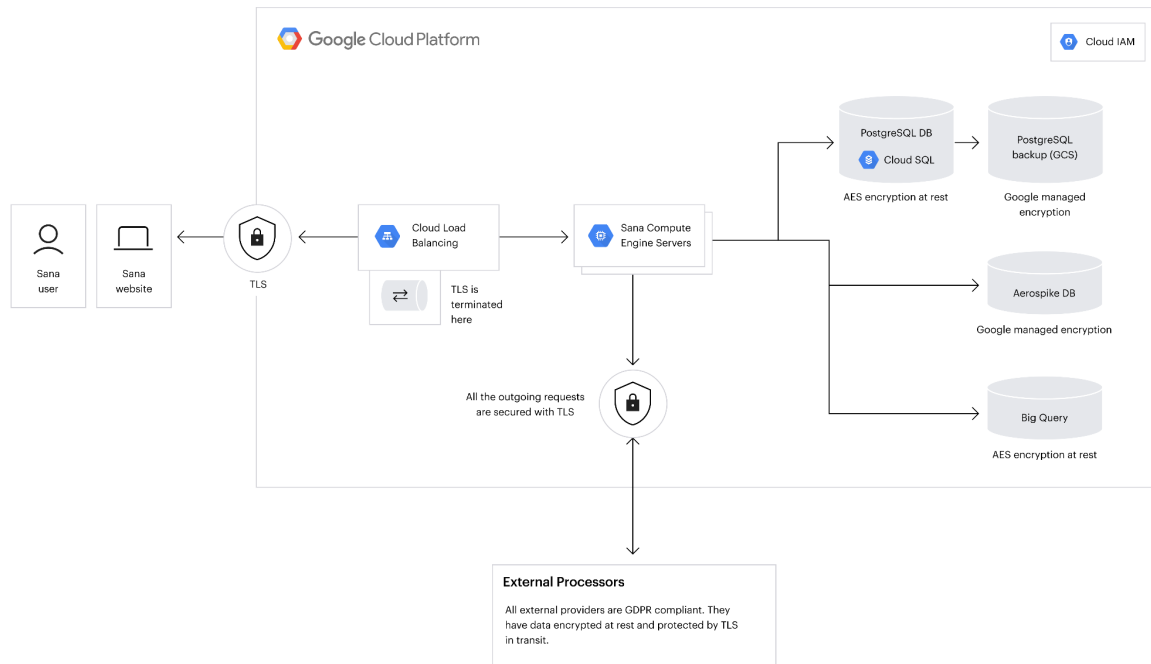 Google Cloud Platform
Cloud IAM
PostgreSQL DB
Cloud SQL
AES encryption at rest
PostgreSQL
backup (GCS)
Google managed
encryption
Sana
user
Sana
website
TLS
Cloud Load
Balancing
TLS is
terminated
here
Sana Compute
Engine Servers
Aerospike DB
Google managed encryption
All the outgoing requests
are secured with TLS
Big Query
AES encryption at rest
External Processors
All external providers are GDPR compliant. They
have data encrypted at rest and protected by TLS
in transit.